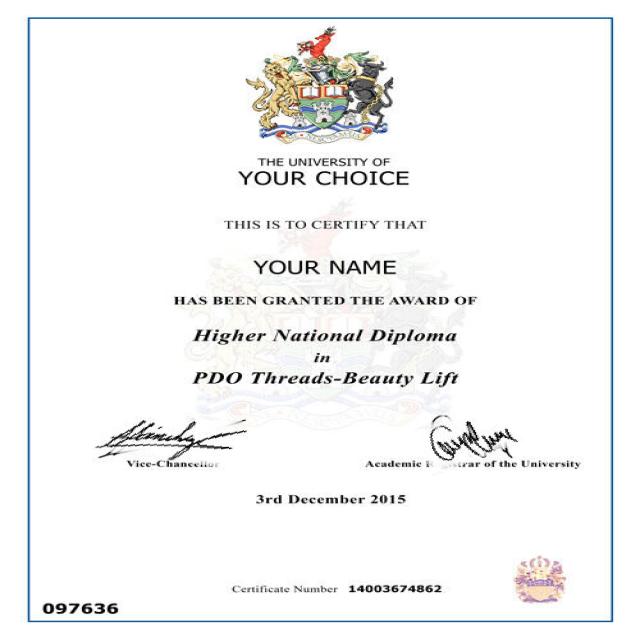 THE UNIVERSITY OF
YOUR CHOICE
THIS IS TO CERTIFY THAT
YOUR NAME
HAS BEEN GRANTED THE AWARD OF
Higher National Diploma
in
PDO Threads-Beauty Lift
Vice-Chancellor
Academic Registrar of the University
3rd December 2015
Certificate Number 14003674862
097636